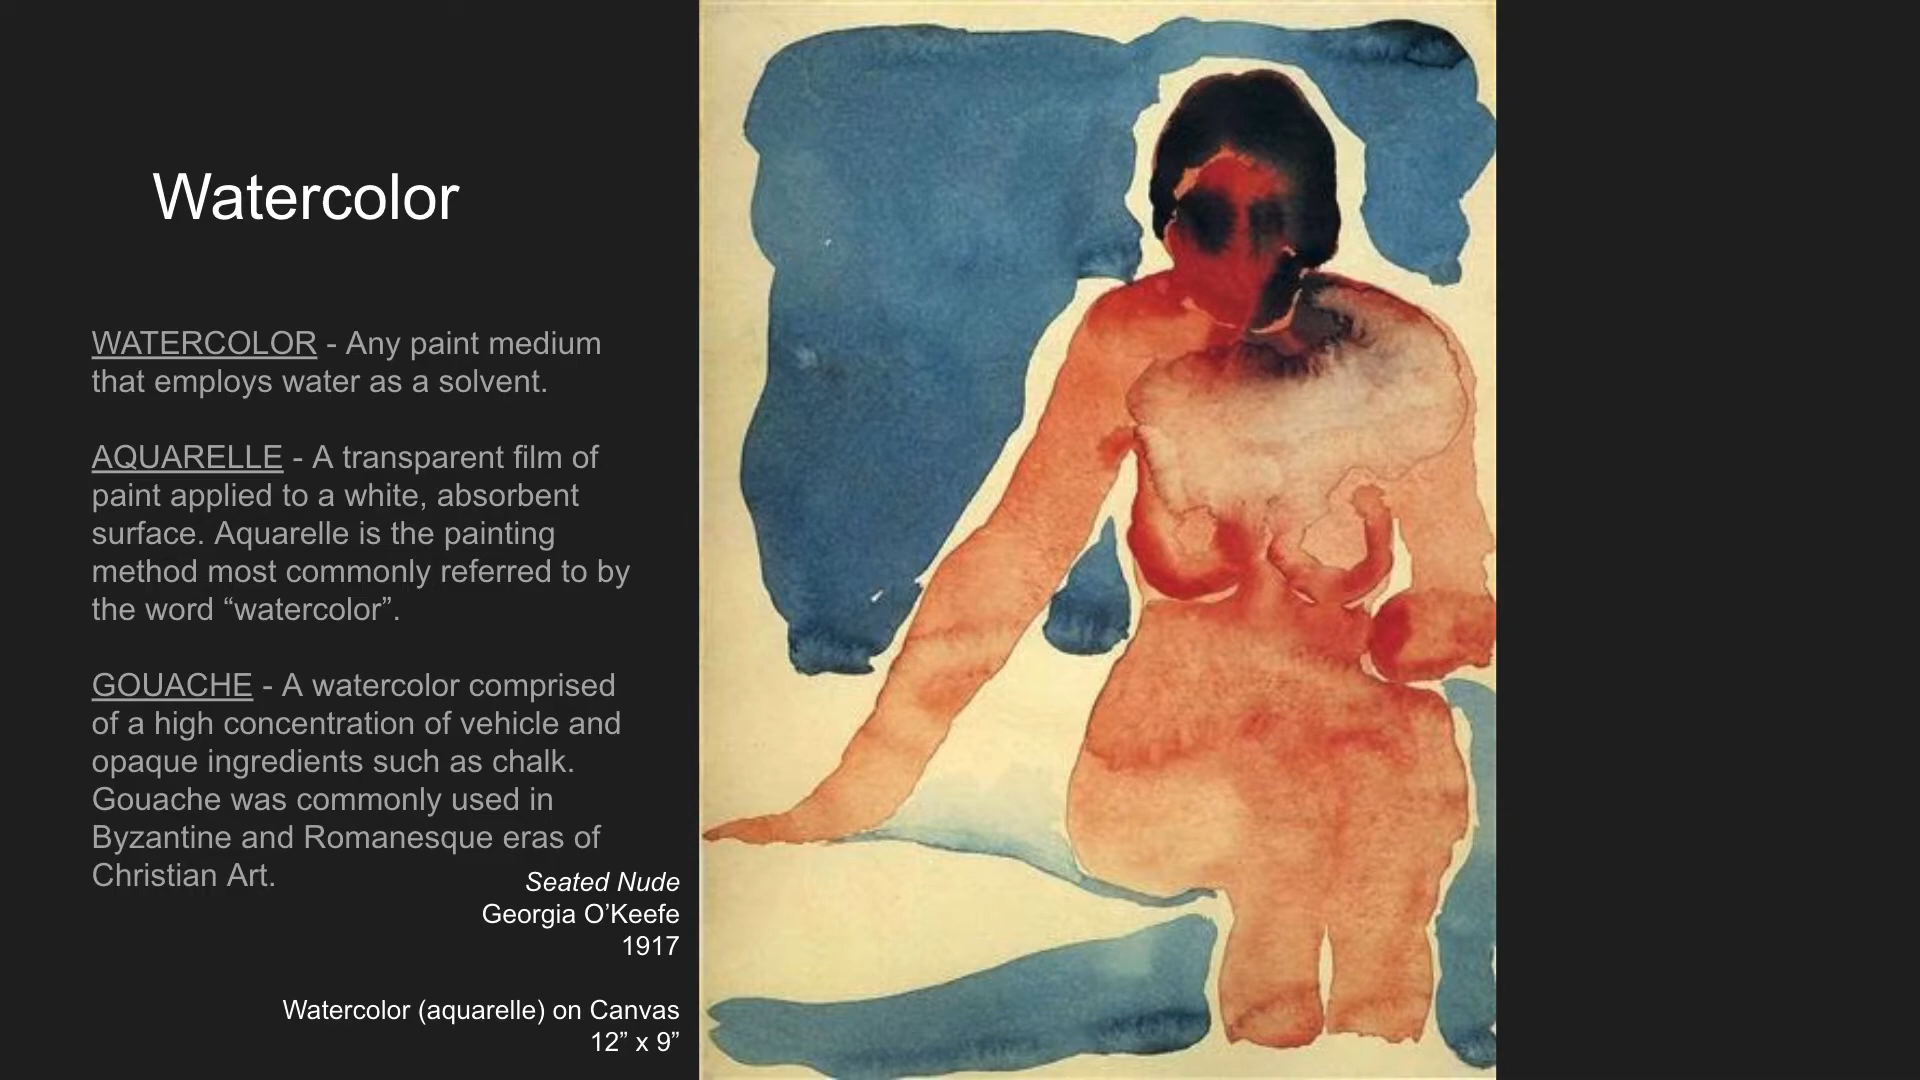 Watercolor
WATERCOLOR - Any paint medium
that employs water as a solvent.
AQUARELLE - A transparent film of
paint applied to a white, absorbent
surface. Aquarelle is the painting
method most commonly referred to by
the word “watercolor”.
GOUACHE - A watercolor comprised
of a high concentration of vehicle and
opaque ingredients such as chalk.
Gouache was commonly used in
Byzantine and Romanesque eras of
Christian Art.
Seated Nude
Georgia O’Keefe
1917
Watercolor (aquarelle) on Canvas
12” x 9”